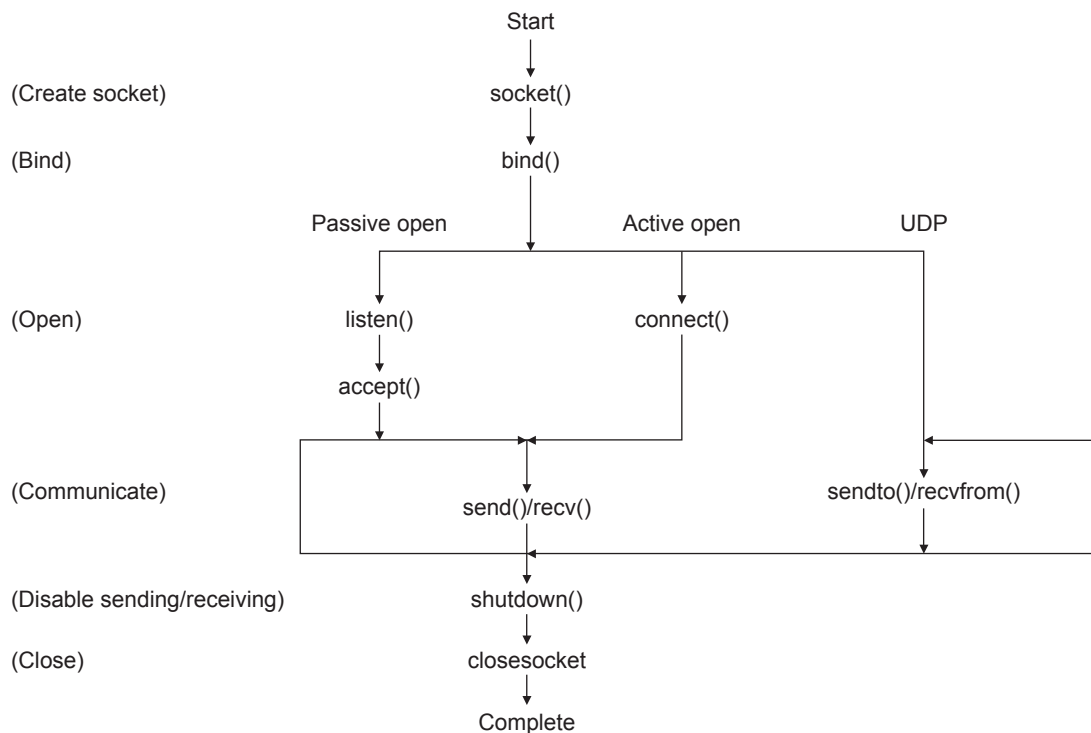 Start
(Create socket) socket()
(Bind) bind()
Passive open Active open UDP
(Open) listen() connect()
accept()
(Communicate) send()/recv() sendto()/recvfrom()
(Disable sending/receiving) shutdown()
(Close) closesocket
Complete